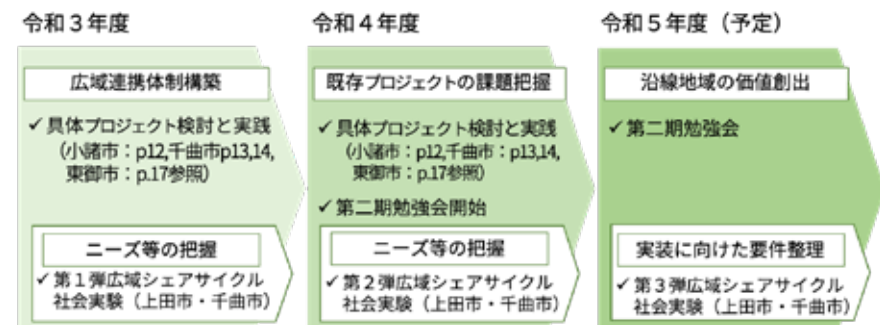 令和３年度
広域連携体制構築
✓具体プロジェクト検討と実践
（小諸市：p12,千曲市p13,14,
東御市：p.17参照）
ニーズ等の把握
✓第１弾広域シェアサイクル
社会実験（上田市・千曲市）
令和４年度
既存プロジェクトの課題把握
✓具体プロジェクト検討と実践
（小諸市：p12,千曲市：p13,14,
東御市：p.17参照）
✓第二期勉強会開始
ニーズ等の把握
✓第２弾広域シェアサイクル
社会実験（上田市・千曲市）
令和５年度（予定）
沿線地域の価値創出
✓第二期勉強会
実装に向けた要件整理
✓第３弾広域シェアサイクル
社会実験（上田市・千曲市）